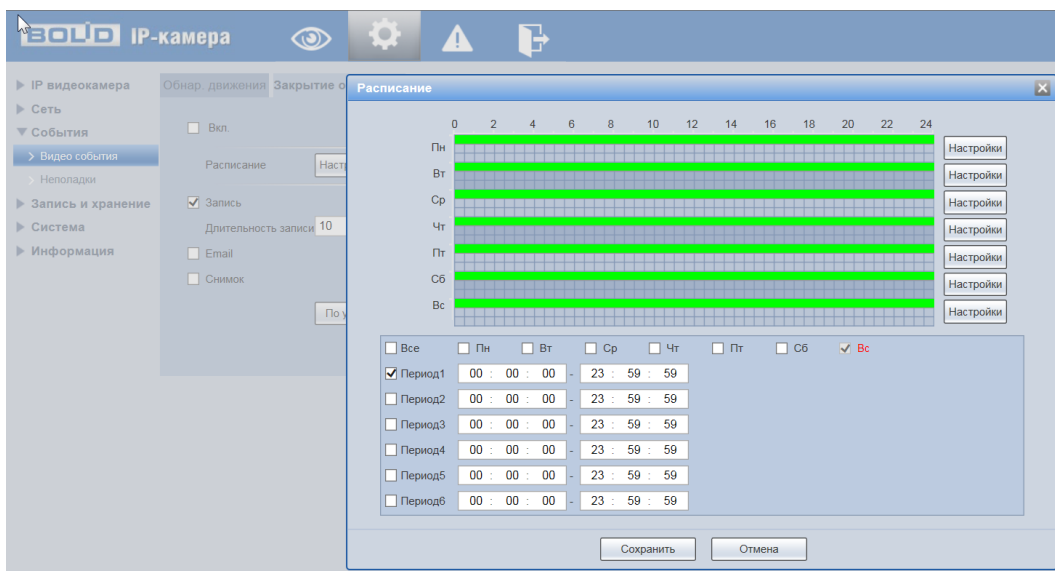 BOLID IP-камера
IP видеокамера
Сеть
События
> Видео события
> Неполадки
Запись и хранение
Система
Информация
Обнар. движения Закрытие о
Вкл.
Расписание Наст
Запись
Длительность записи 10
Email
Снимок
По у
Расписание
0 2 4 6 8 10 12 14 16 18 20 22 24
Пн Настройки
Вт Настройки
Ср Настройки
Чт Настройки
Пт Настройки
Сб Настройки
Вс Настройки
Все Пн Вт Ср Чт Пт Сб Вс
Период1 00 : 00 : 00 - 23 : 59 : 59
Период2 00 : 00 : 00 - 23 : 59 : 59
Период3 00 : 00 : 00 - 23 : 59 : 59
Период4 00 : 00 : 00 - 23 : 59 : 59
Период5 00 : 00 : 00 - 23 : 59 : 59
Период6 00 : 00 : 00 - 23 : 59 : 59
Сохранить Отмена